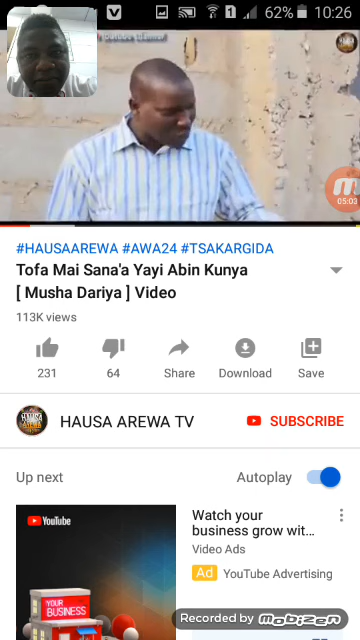 62% 10:26
1
05:03
#HAUSAAREWA #AWA24 #TSAKARGIDA
Tofa Mai Sana'a Yayi Abin Kunya
[ Musha Dariya ] Video
113K views
231
64
Share
Download
Save
HAUSA AREWA TV
SUBSCRIBE
Up next
Autoplay
YouTube
YOUR
BUSINESS
Watch your
business grow wit...
Video Ads
Ad YouTube Advertising
Recorded by Mobizen